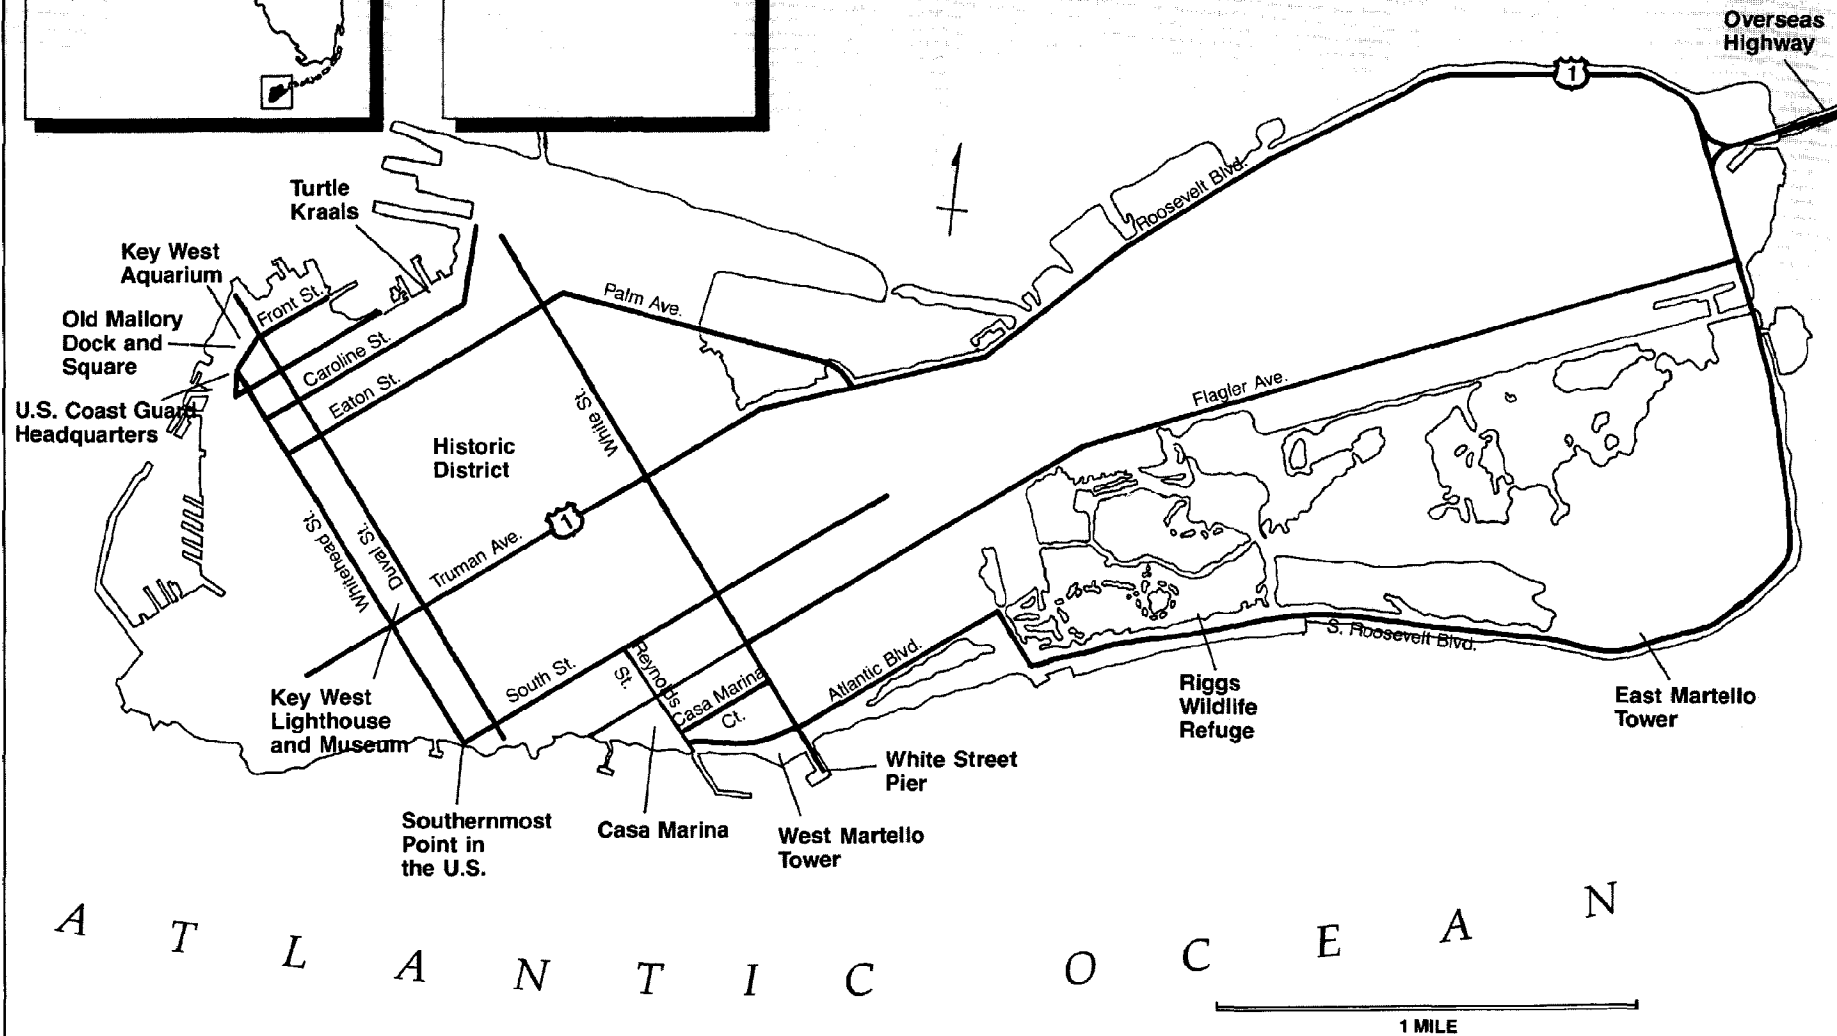 Overseas
Highway
1
Turtle
Kraals
Roosevelt Blvd.
Key West
Aquarium
Front St.
Palm Ave.
Old Mallory
Dock and
Square
Caroline St.
Eaton St.
White St.
Flagler Ave.
U.S. Coast Guard
Headquarters
Historic
District
1
Whitehead St.
Duval St.
Truman Ave.
S. Roosevelt Blvd.
South St.
Reynolds
St.
Casa Marina
Ct.
Atlantic Blvd.
Key West
Lighthouse
and Museum
Riggs
Wildlife
Refuge
East Martello
Tower
White Street
Pier
Southernmost
Point in
the U.S.
Casa Marina
West Martello
Tower
ATLANTIC OCEAN
1 MILE